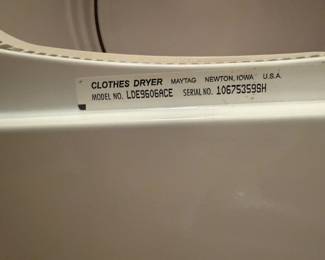 CLOTHES DRYER MAYTAG NEWTON, IOWA U.S.A.
MODEL NO. LDE9606ACE SERIAL NO. 10675359SH